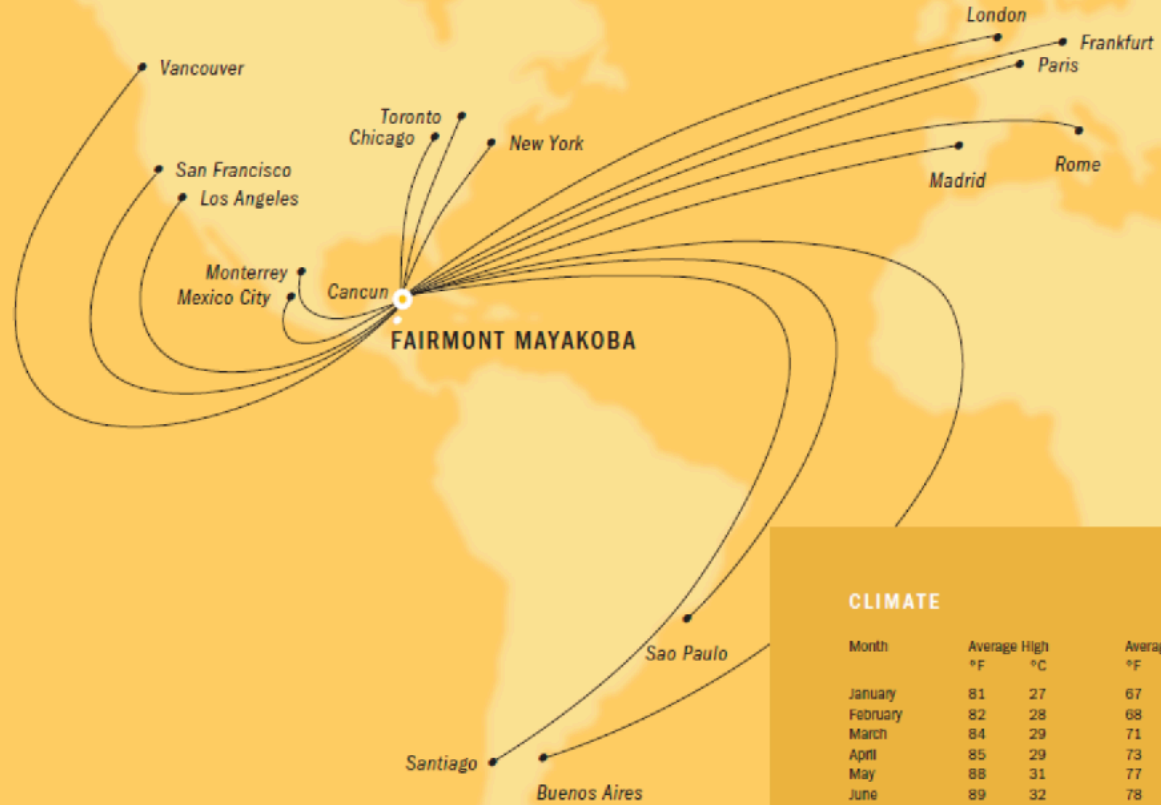 London
Frankfurt
Paris
Vancouver
Toronto
Chicago
New York
San Francisco
Los Angeles
Madrid
Rome
Monterrey
Mexico City
Cancun
FAIRMONT MAYAKOBA
Sao Paulo
Santiago
Buenos Aires
CLIMATE
Month Average High
°F °C °F
January 81 27 67
February 82 28 68
March 84 29 71
April 85 29 73
May 88 31 77
June 89 32 78